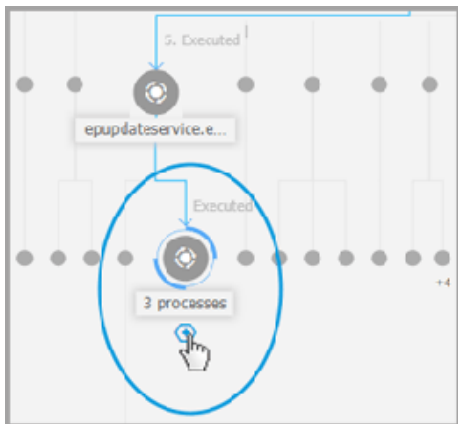 5. Executed
epupdateservice.e...
Executed
3 processes
+4